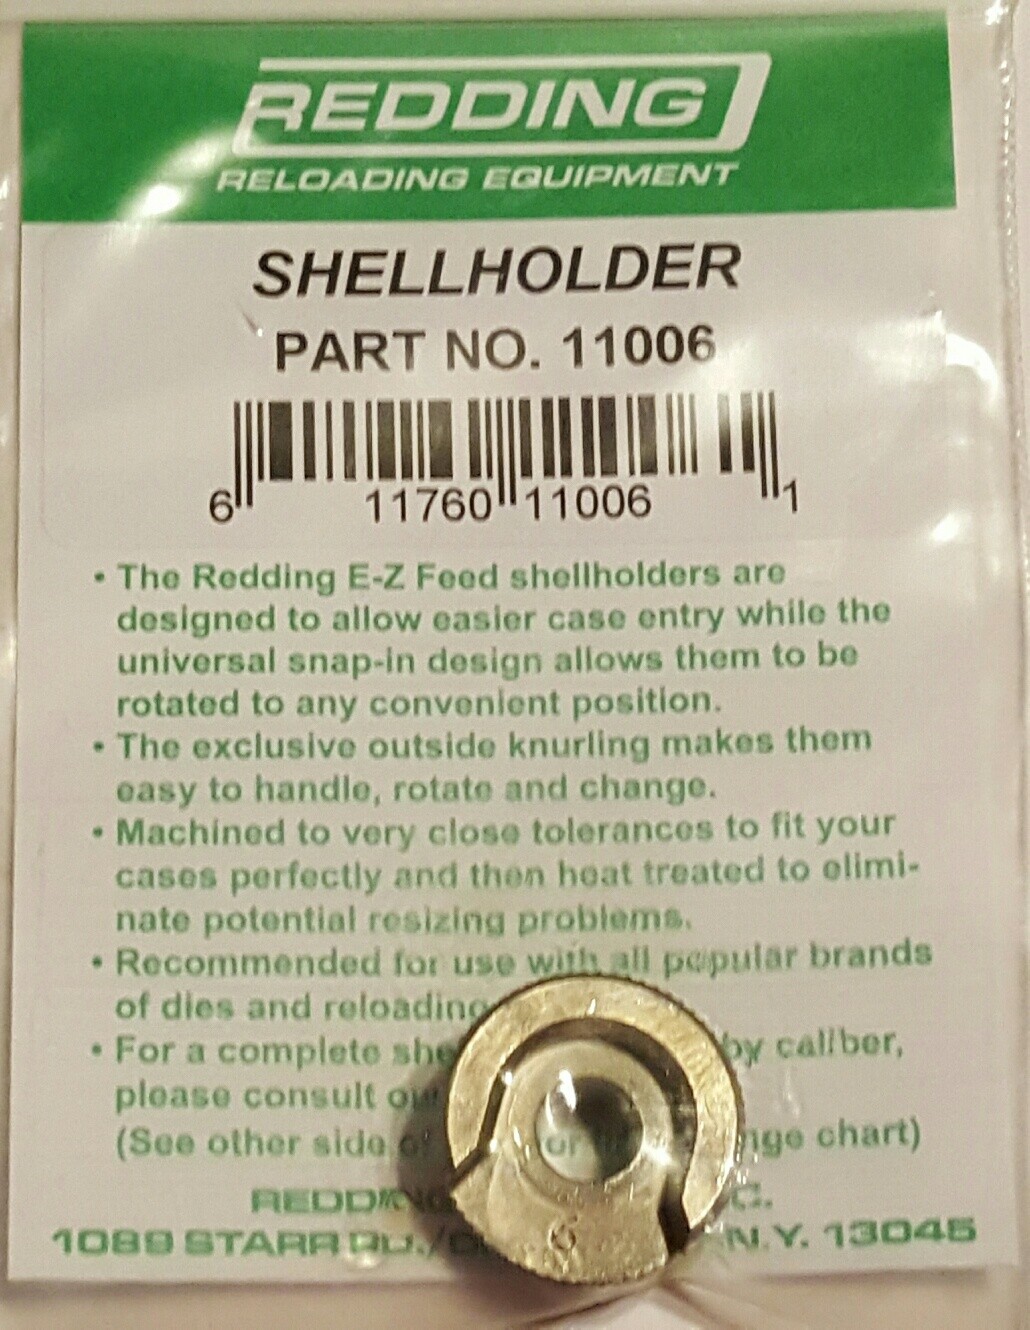 REDDING
RELOADING EQUIPMENT
SHELLHOLDER
PART NO. 11006
6 11760 11006 1
• The Redding E-Z Feed shellholders are
designed to allow easier case entry while the
universal snap-in design allows them to be
rotated to any convenient position.
• The exclusive outside knurling makes them
easy to handle, rotate and change.
• Machined to very close tolerances to fit your
cases perfectly and then heat treated to elimi-
nate potential resizing problems.
• Recommended for use with all popular brands
of dies and reloading
• For a complete by caliber,
please consult
(See other side of chart)
REDDING
1089 STARR RD./ N.Y. 13045
6